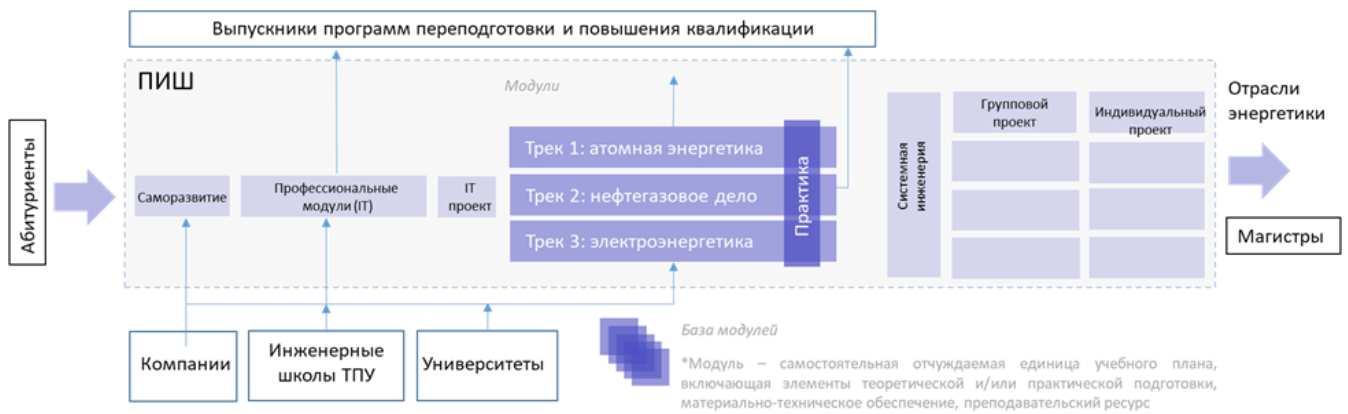 Выпускники программ переподготовки и повышения квалификации
ПИШ
Модули
Абитуриенты
Саморазвитие
Профессиональные
модули (IT)
IT
проект
Трек 1: атомная энергетика
Трек 2: нефтегазовое дело
Трек 3: электроэнергетика
Практика
Системная
инженерия
Групповой
проект
Индивидуальный
проект
Отрасли
энергетики
Магистры
Компании
Инженерные
школы ТПУ
Университеты
База модулей
*Модуль – самостоятельная отчуждаемая единица учебного плана,
включающая элементы теоретической и/или практической подготовки,
материально-техническое обеспечение, преподавательский ресурс